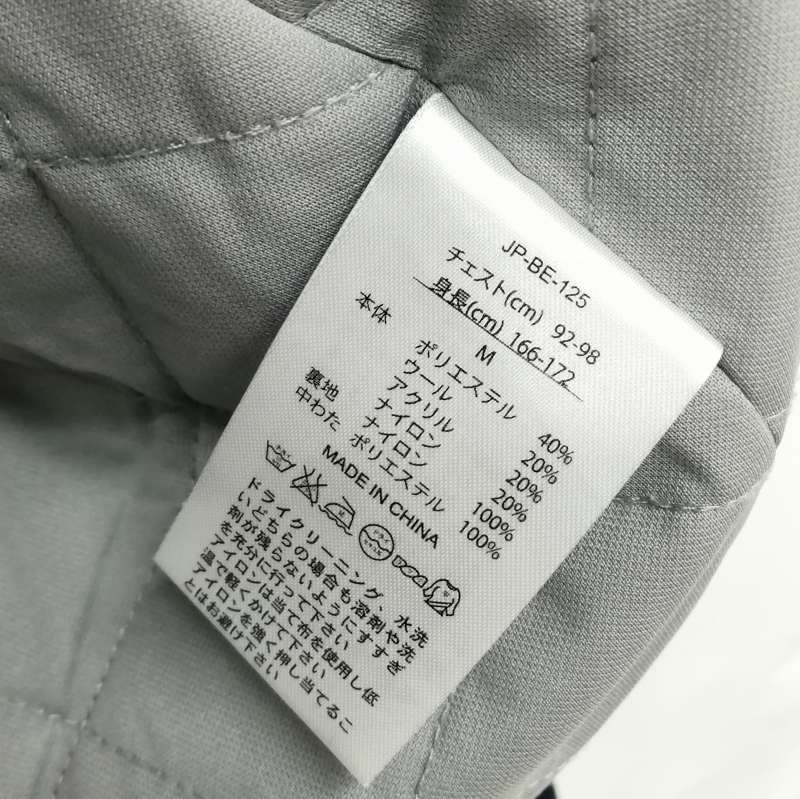 JP-BE-125
チェスト(cm) 92-98
身長(cm) 166-172
M
本体 ポリエステル 40%
ウール 20%
アクリル 20%
ナイロン 20%
裏地 ナイロン 100%
中わた ポリエステル 100%
MADE IN CHINA
ドライクリーニング、水洗
いどちらの場合も溶剤や洗
剤が残らないようにすすぎ
を充分に行って下さい
アイロンは当て布を使用し低
温で軽くかけて下さい
アイロンを強く押し当てるこ
とはお避け下さい